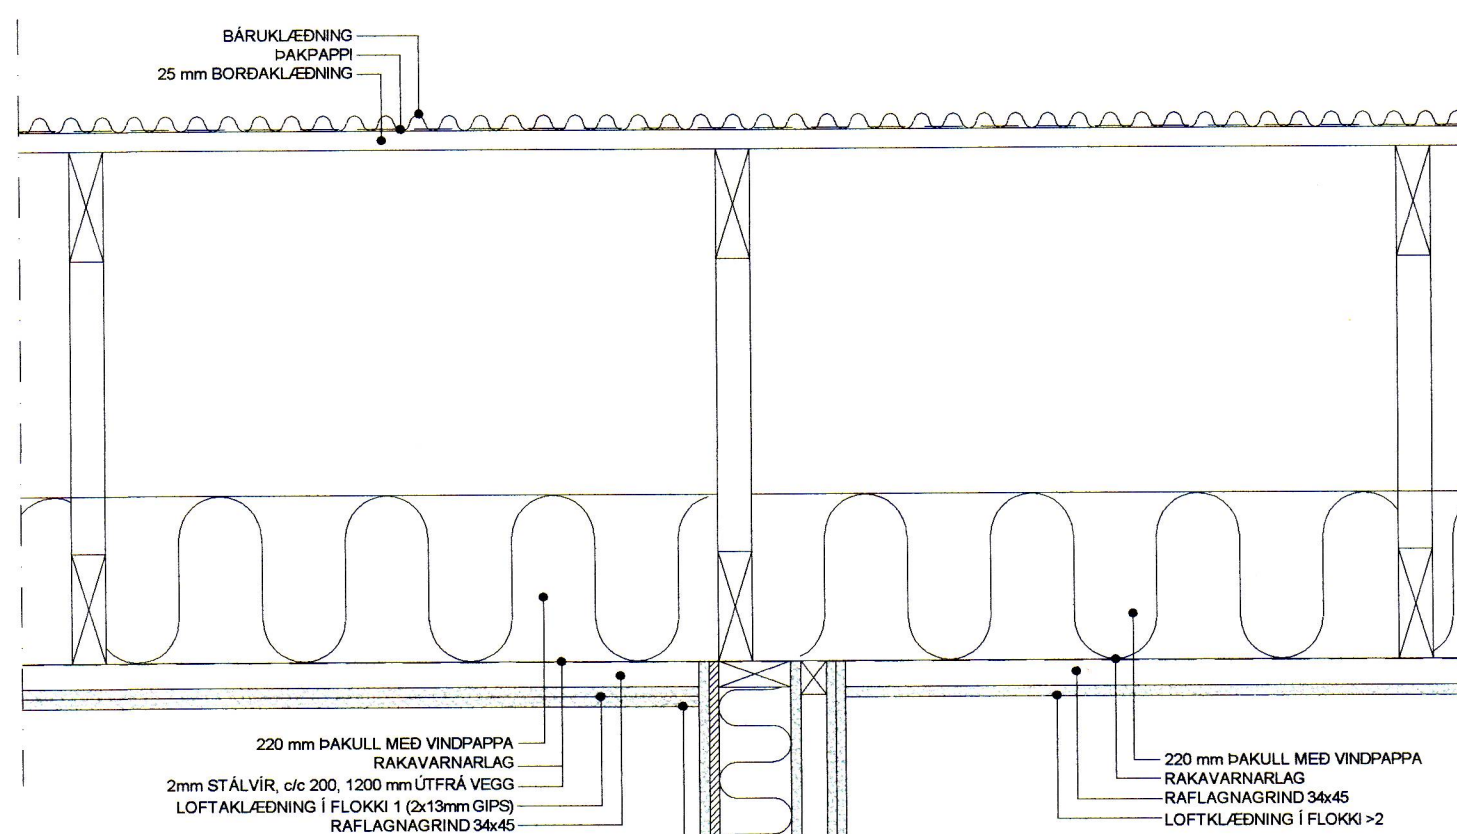 BÁRUKLÆÐNING
ÞAKPAPPI
25 mm BORÐAKLÆÐNING
220 mm ÞAKULL MEÐ VINDPAPPA
RAKAVARNARLAG
2mm STÁLVÍR, c/c 200, 1200 mm ÚTFRÁ VEGG
LOFTAKLÆÐNING Í FLOKKI 1 (2x13mm GIPS)
RAFLAGNAGRIND 34x45
220 mm ÞAKULL MEÐ VINDPAPPA
RAKAVARNARLAG
RAFLAGNAGRIND 34x45
LOFTKLÆÐNING Í FLOKKI >2